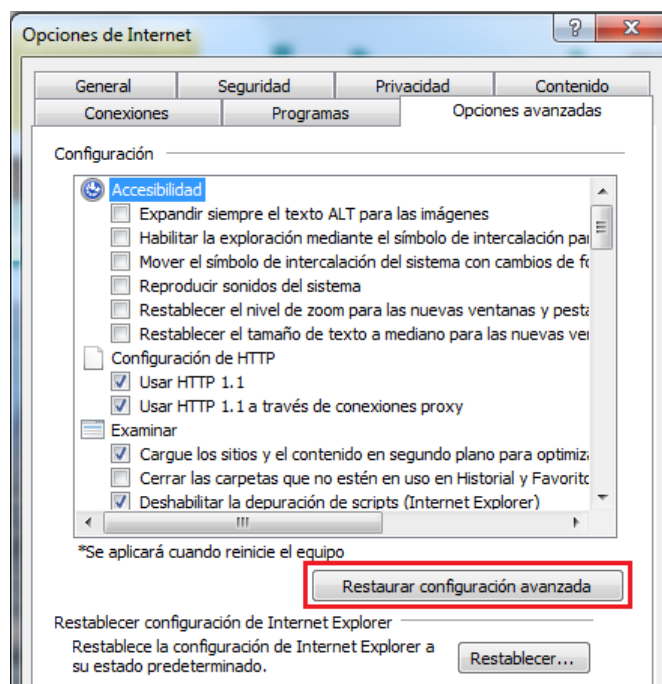 Opciones de Internet
General Seguridad Privacidad Contenido
Conexiones Programas Opciones avanzadas
Configuración
Accesibilidad
Expandir siempre el texto ALT para las imágenes
Habilitar la exploración mediante el símbolo de intercalación
Mover el símbolo de intercalación del sistema con cambios de
Reproducir sonidos del sistema
Restablecer el nivel de zoom para las nuevas ventanas y
Restablecer el tamaño de texto a mediano para las nuevas
Configuración de HTTP
Usar HTTP 1.1
Usar HTTP 1.1 a través de conexiones proxy
Examinar
Cargue los sitios y el contenido en segundo plano para
Cerrar las carpetas que no estén en uso en Historial y
Deshabilitar la depuración de scripts (Internet Explorer)
*Se aplicará cuando reinicie el equipo
Restaurar configuración avanzada
Restablecer configuración de Internet Explorer
Restablece la configuración de Internet Explorer a
su estado predeterminado.
Restablecer...